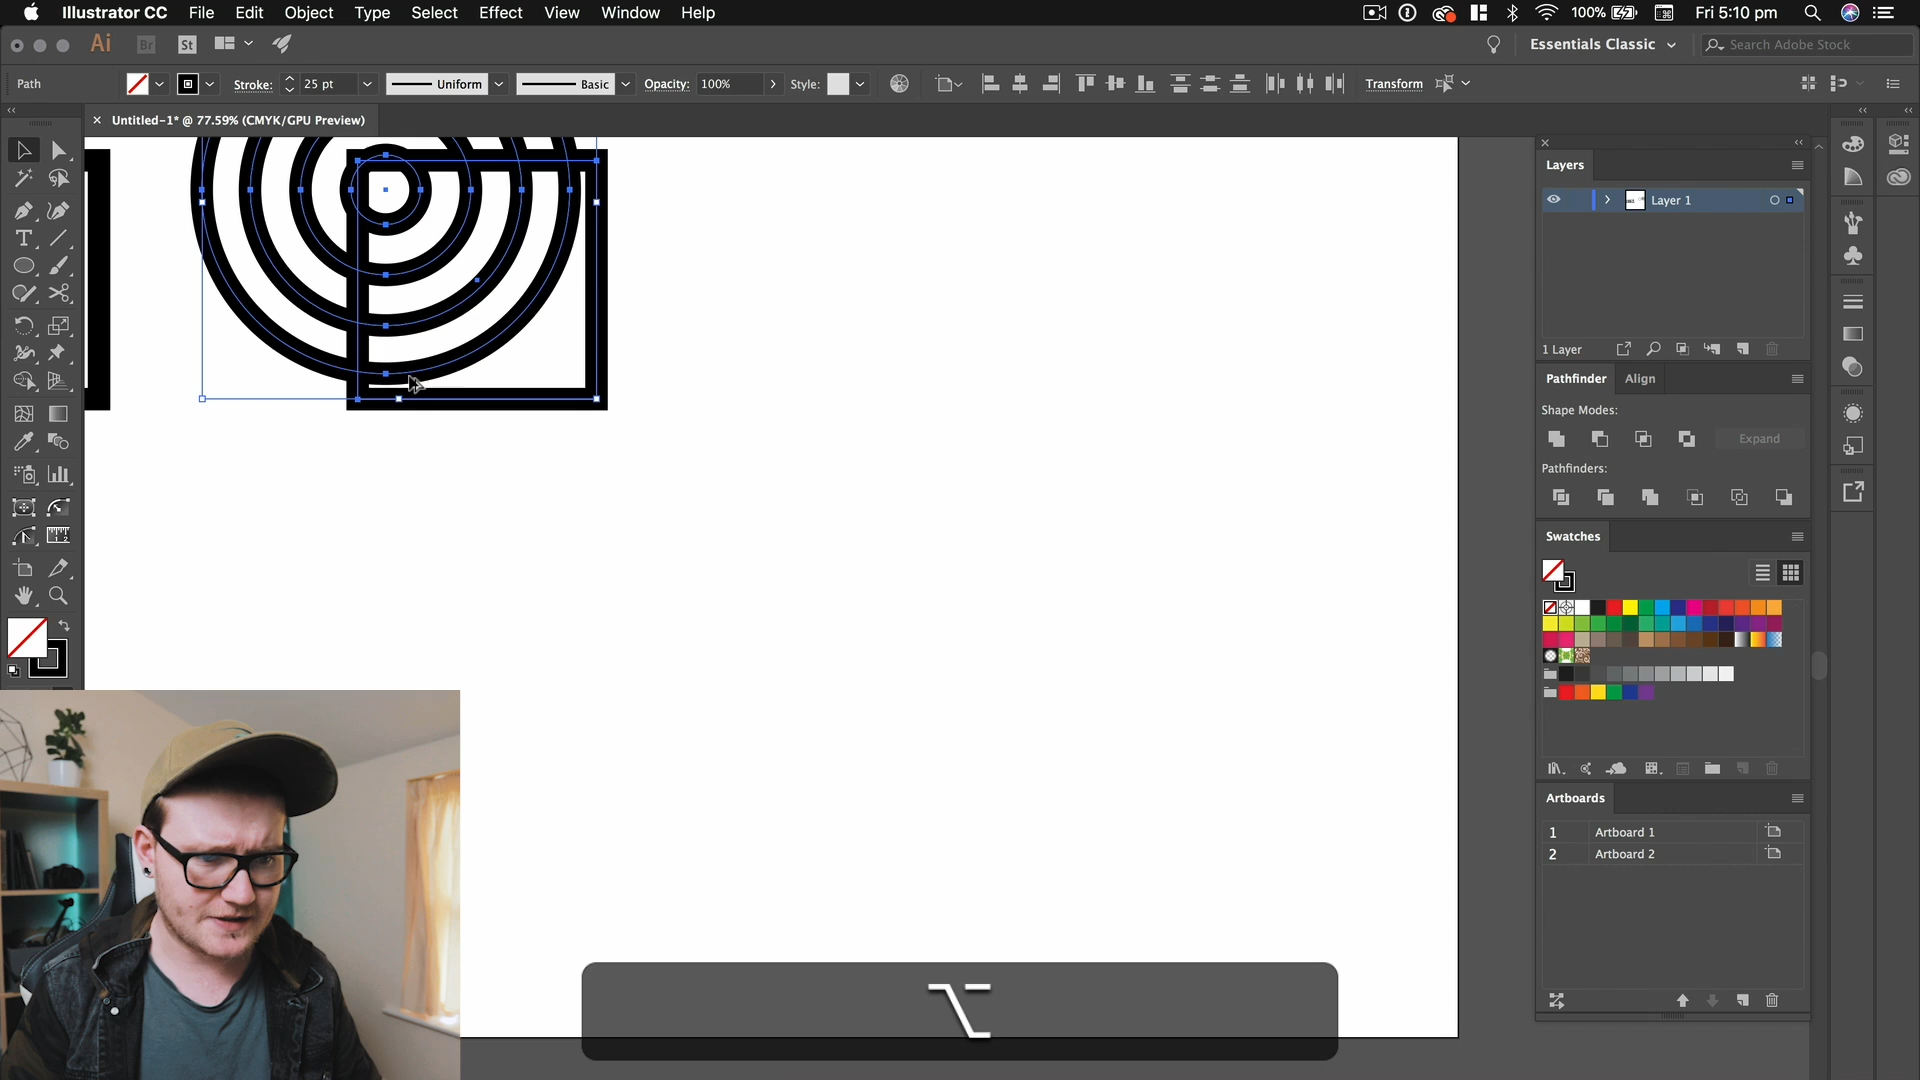 Illustrator CC File Edit Object Type Select Effect View Window Help 100% Fri 5:10 pm
Ai Br St Essentials Classic Search Adobe Stock
Path Stroke: 25 pt Uniform Basic Opacity: 100% Style: Transform
× Untitled-1* @ 77.59% (CMYK/GPU Preview)
Layers
Layer 1
1 Layer
Pathfinder Align
Shape Modes:
Expand
Pathfinders:
Swatches
Artboards
1 Artboard 1
2 Artboard 2
⌥